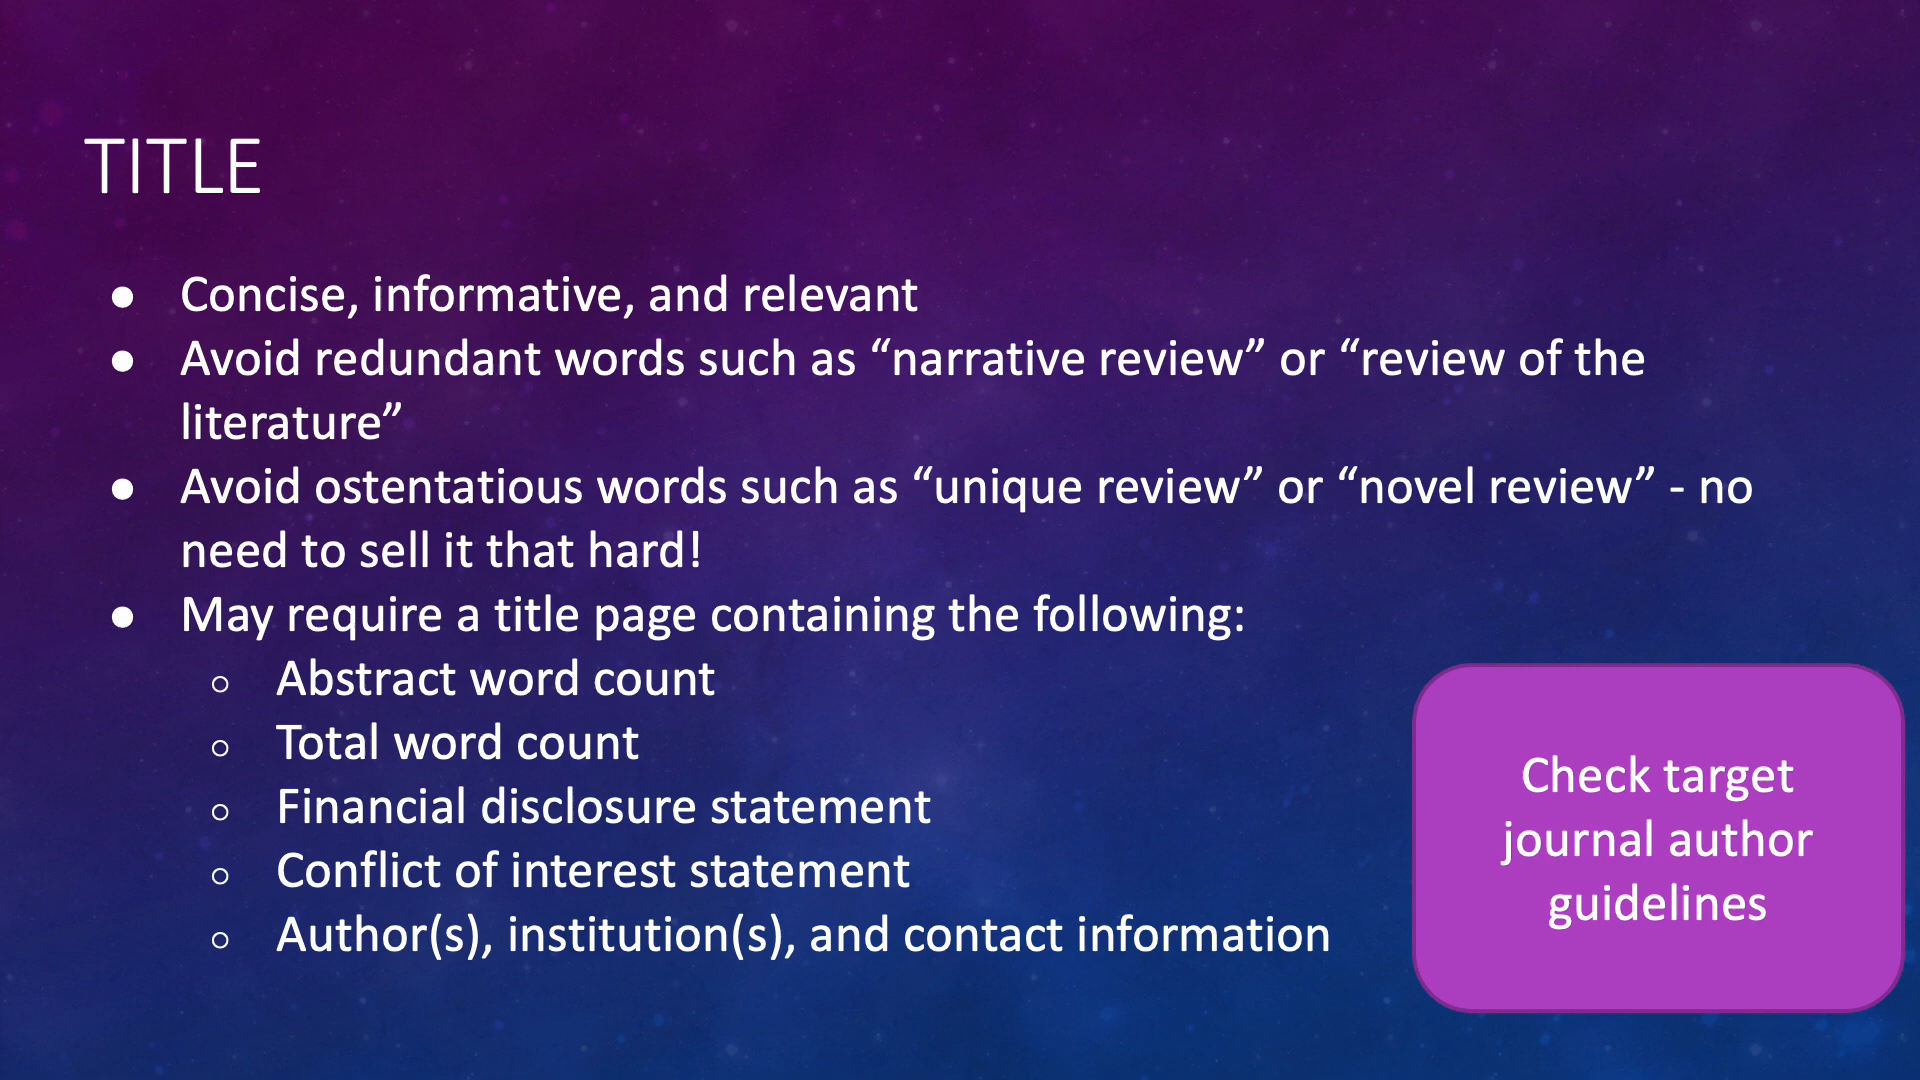 TITLE
● Concise, informative, and relevant
● Avoid redundant words such as “narrative review” or “review of the
literature”
● Avoid ostentatious words such as “unique review” or “novel review” - no
need to sell it that hard!
● May require a title page containing the following:
○ Abstract word count
○ Total word count
○ Financial disclosure statement
○ Conflict of interest statement
○ Author(s), institution(s), and contact information
Check target
journal author
guidelines